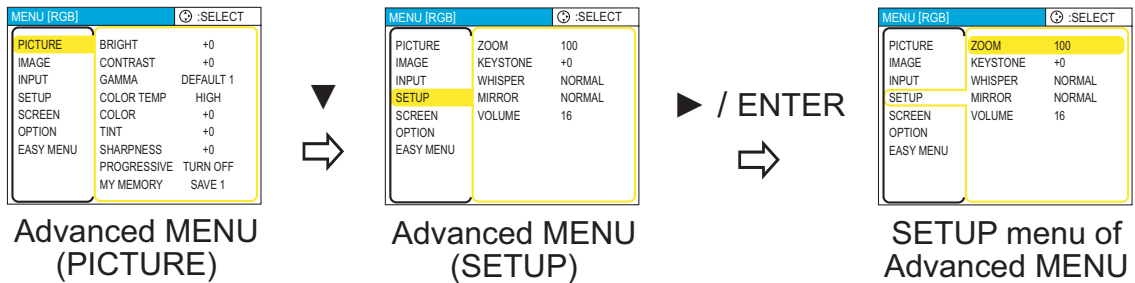 MENU [RGB] :SELECT
PICTURE BRIGHT +0
IMAGE CONTRAST +0
INPUT GAMMA DEFAULT 1
SETUP COLOR TEMP HIGH
SCREEN COLOR +0
OPTION TINT +0
EASY MENU SHARPNESS +0
PROGRESSIVE TURN OFF
MY MEMORY SAVE 1
Advanced MENU
(PICTURE)
▼
MENU [RGB] :SELECT
PICTURE ZOOM 100
IMAGE KEYSTONE +0
INPUT WHISPER NORMAL
SETUP MIRROR NORMAL
SCREEN VOLUME 16
OPTION
EASY MENU
Advanced MENU
(SETUP)
► / ENTER
MENU [RGB] :SELECT
PICTURE ZOOM 100
IMAGE KEYSTONE +0
INPUT WHISPER NORMAL
SETUP MIRROR NORMAL
SCREEN VOLUME 16
OPTION
EASY MENU
SETUP menu of
Advanced MENU